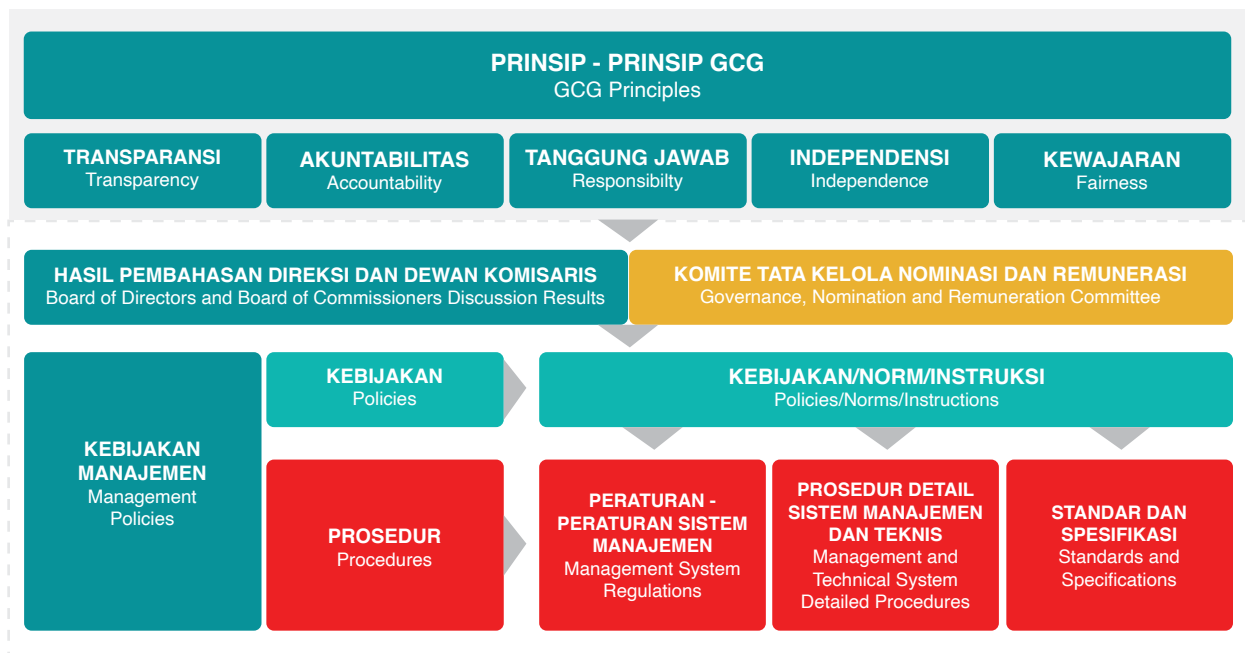 PRINSIP - PRINSIP GCG
GCG Principles
TRANSPARANSI
Transparency
AKUNTABILITAS
Accountability
TANGGUNG JAWAB
Responsibilty
INDEPENDENSI
Independence
KEWAJARAN
Fairness
HASIL PEMBAHASAN DIREKSI DAN DEWAN KOMISARIS
Board of Directors and Board of Commissioners Discussion Results
KOMITE TATA KELOLA NOMINASI DAN REMUNERASI
Governance, Nomination and Remuneration Committee
KEBIJAKAN
MANAJEMEN
Management
Policies
KEBIJAKAN
Policies
KEBIJAKAN/NORM/INSTRUKSI
Policies/Norms/Instructions
PROSEDUR
Procedures
PERATURAN -
PERATURAN SISTEM
MANAJEMEN
Management System
Regulations
PROSEDUR DETAIL
SISTEM MANAJEMEN
DAN TEKNIS
Management and
Technical System
Detailed Procedures
STANDAR DAN
SPESIFIKASI
Standards and
Specifications